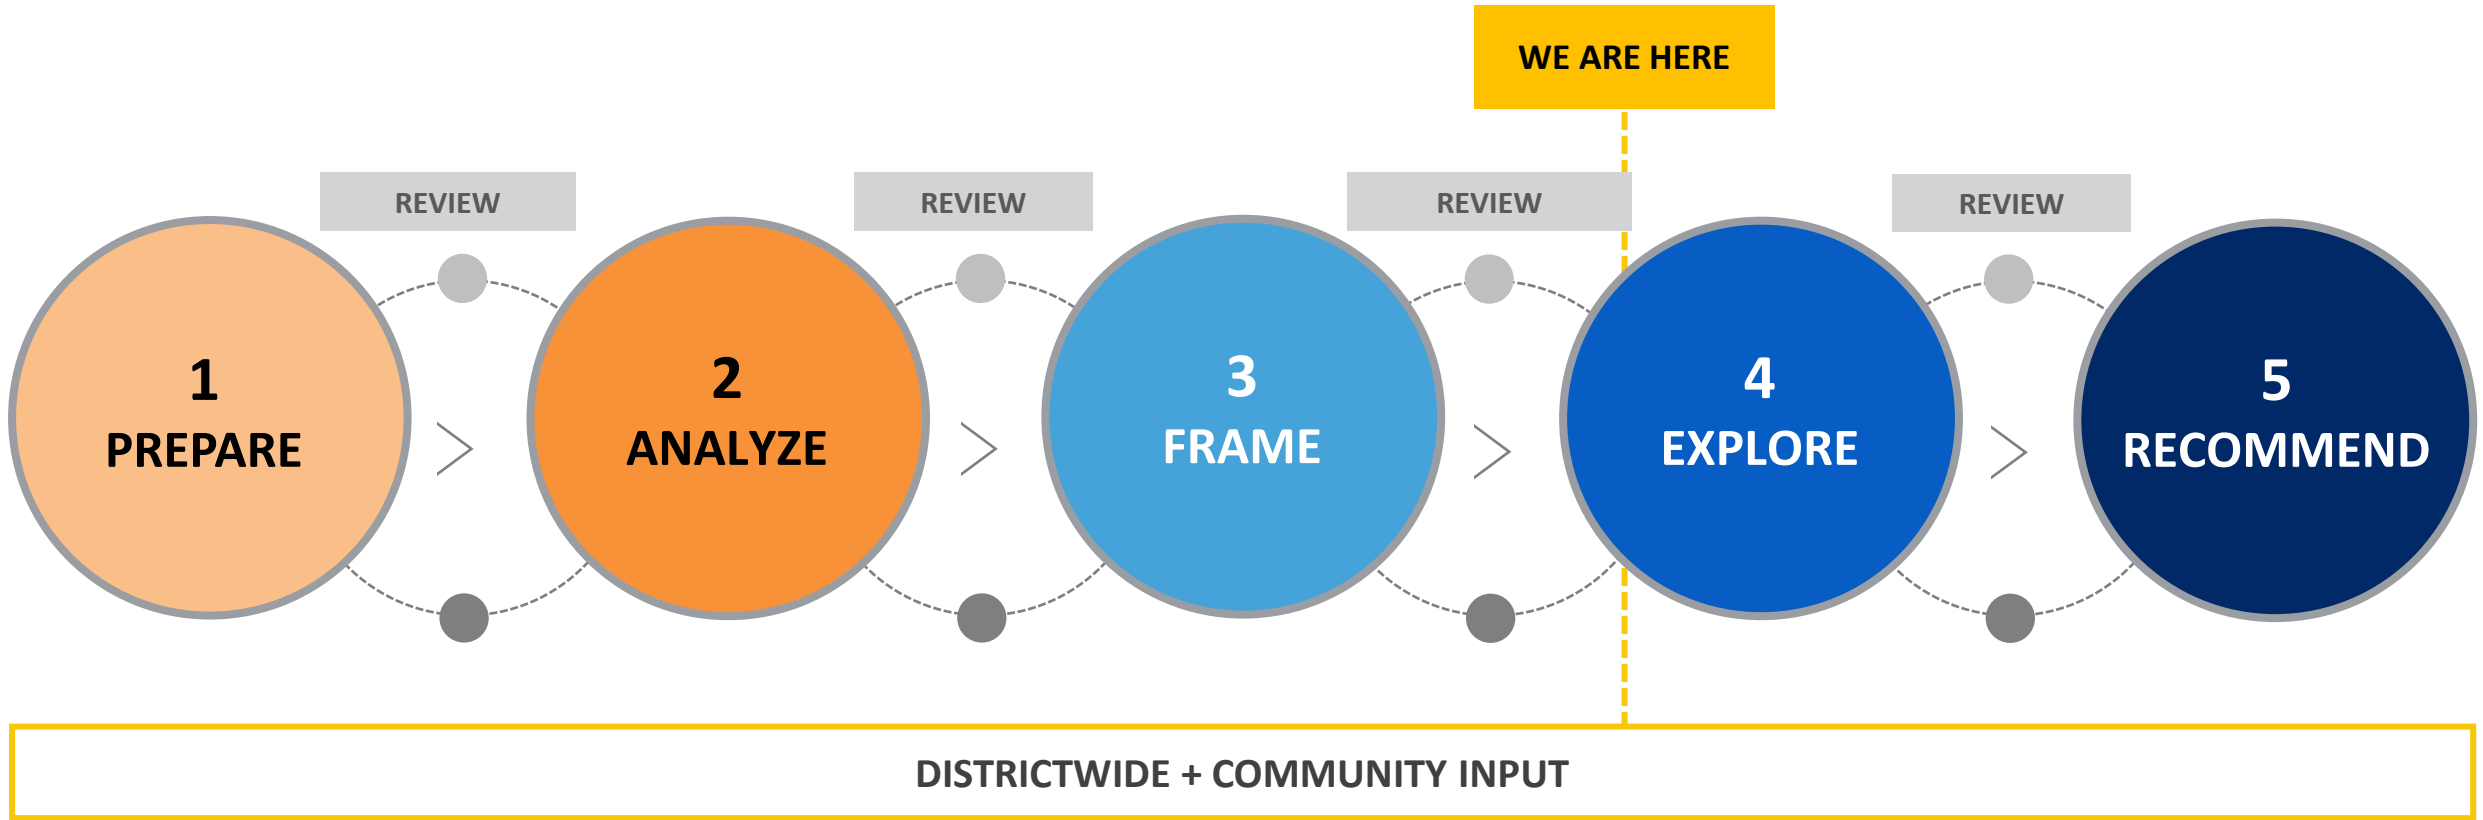 WE ARE HERE
REVIEW
REVIEW
REVIEW
REVIEW
1
PREPARE
2
ANALYZE
3
FRAME
4
EXPLORE
5
RECOMMEND
DISTRICTWIDE + COMMUNITY INPUT